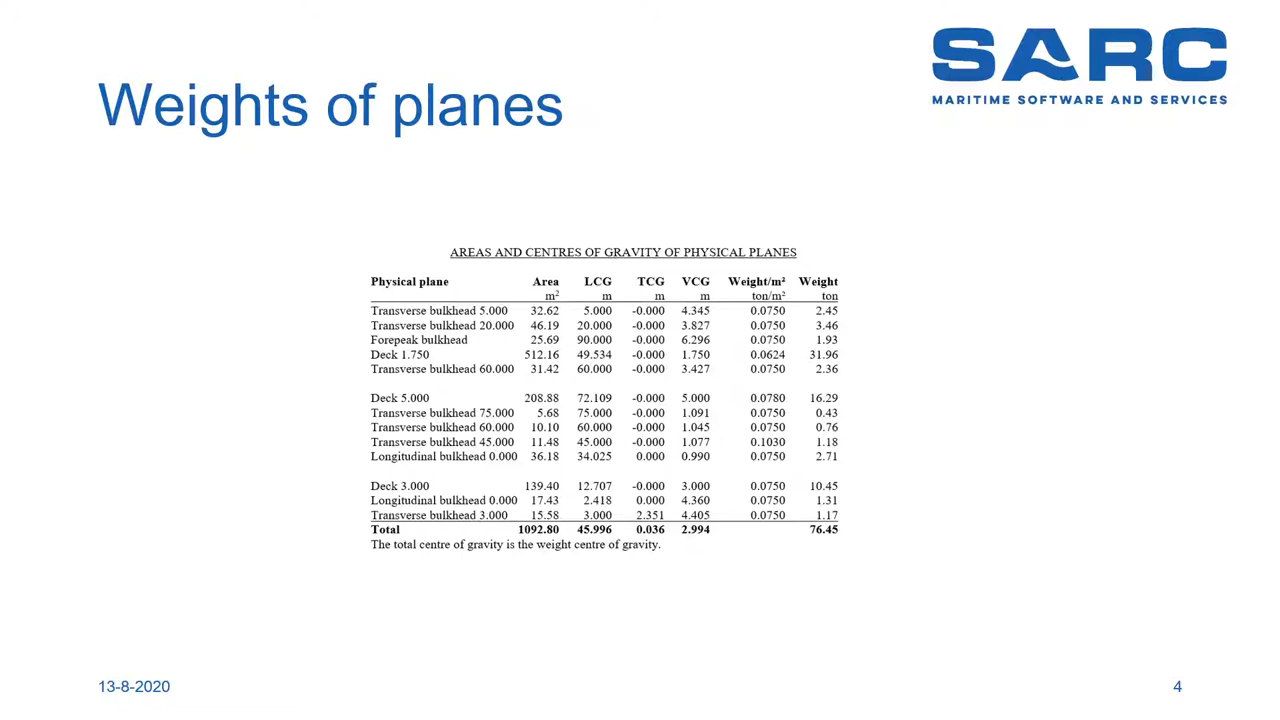 SARC
MARITIME SOFTWARE AND SERVICES
Weights of planes
AREAS AND CENTRES OF GRAVITY OF PHYSICAL PLANES
Physical plane Area LCG TCG VCG Weight/m² Weight
m² m m m ton/m² ton
Transverse bulkhead 5.000 32.62 5.000 -0.000 4.345 0.0750 2.45
Transverse bulkhead 20.000 46.19 20.000 -0.000 3.827 0.0750 3.46
Forepeak bulkhead 25.69 90.000 -0.000 6.296 0.0750 1.93
Deck 1.750 512.16 49.534 -0.000 1.750 0.0624 31.96
Transverse bulkhead 60.000 31.42 60.000 -0.000 3.427 0.0750 2.36
Deck 5.000 208.88 72.109 -0.000 5.000 0.0780 16.29
Transverse bulkhead 75.000 5.68 75.000 -0.000 1.091 0.0750 0.43
Transverse bulkhead 60.000 10.10 60.000 -0.000 1.045 0.0750 0.76
Transverse bulkhead 45.000 11.48 45.000 -0.000 1.077 0.1030 1.18
Longitudinal bulkhead 0.000 36.18 34.025 0.000 0.990 0.0750 2.71
Deck 3.000 139.40 12.707 -0.000 3.000 0.0750 10.45
Longitudinal bulkhead 0.000 17.43 2.418 0.000 4.360 0.0750 1.31
Transverse bulkhead 3.000 15.58 3.000 2.351 4.405 0.0750 1.17
Total 1092.80 45.996 0.036 2.994 76.45
The total centre of gravity is the weight centre of gravity.
13-8-2020
4